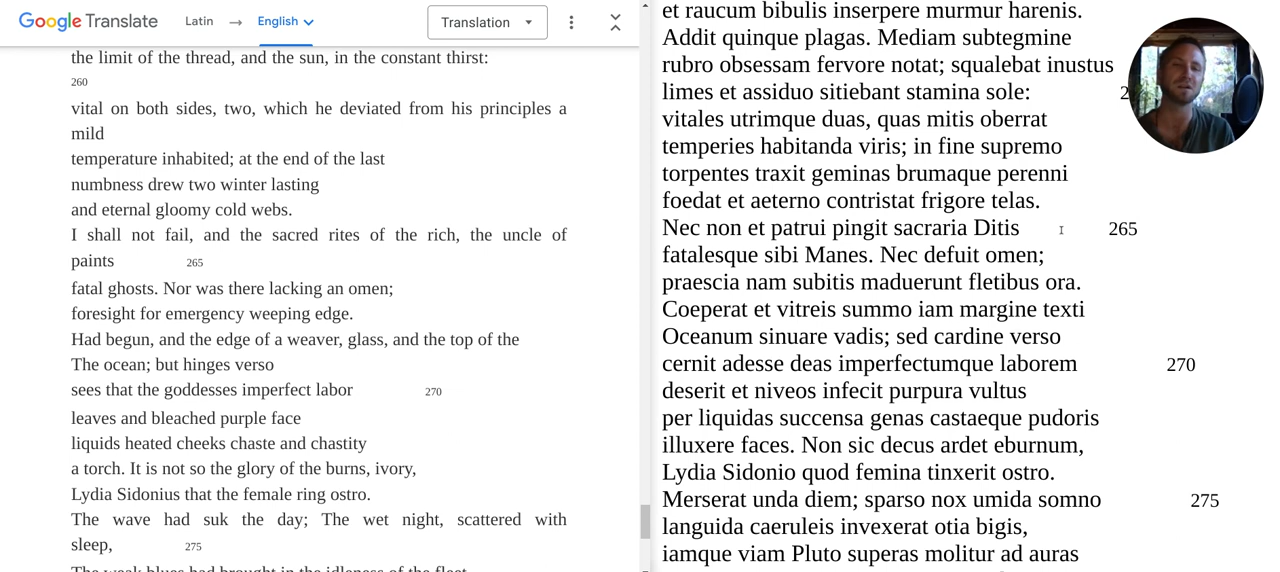 Google Translate
Latin
→
English
Translation
the limit of the thread, and the sun, in the constant thirst:
260
vital on both sides, two, which he deviated from his principles a
mild
temperature inhabited; at the end of the last
numbness drew two winter lasting
and eternal gloomy cold webs.
I shall not fail, and the sacred rites of the rich, the uncle of
paints 265
fatal ghosts. Nor was there lacking an omen;
foresight for emergency weeping edge.
Had begun, and the edge of a weaver, glass, and the top of the
The ocean; but hinges verso
sees that the goddesses imperfect labor 270
leaves and bleached purple face
liquids heated cheeks chaste and chastity
a torch. It is not so the glory of the burns, ivory,
Lydia Sidonius that the female ring ostro.
The wave had suk the day; The wet night, scattered with
sleep, 275
The weak blues had brought in the idleness of the fleet
et raucum bibulis inserpere murmur harenis.
Addit quinque plagas. Mediam subtegmine
rubro obsessam fervore notat; squalebat inustus
limes et assiduo sitiebant stamina sole:
vitales utrimque duas, quas mitis oberrat
temperies habitanda viris; in fine supremo
torpentes traxit geminas brumaque perenni
foedat et aeterno contristat frigore telas.
Nec non et patrui pingit sacraria Ditis 265
fatalesque sibi Manes. Nec defuit omen;
praescia nam subitis maduerunt fletibus ora.
Coeperat et vitreis summo iam margine texti
Oceanum sinuare vadis; sed cardine verso
cernit adesse deas imperfectumque laborem 270
deserit et niveos infecit purpura vultus
per liquidas succensa genas castaeque pudoris
illuxere faces. Non sic decus ardet eburnum,
Lydia Sidonio quod femina tinxerit ostro.
Merserat unda diem; sparso nox umida somno 275
languida caeruleis invexerat otia bigis,
iamque viam Pluto superas molitur ad auras